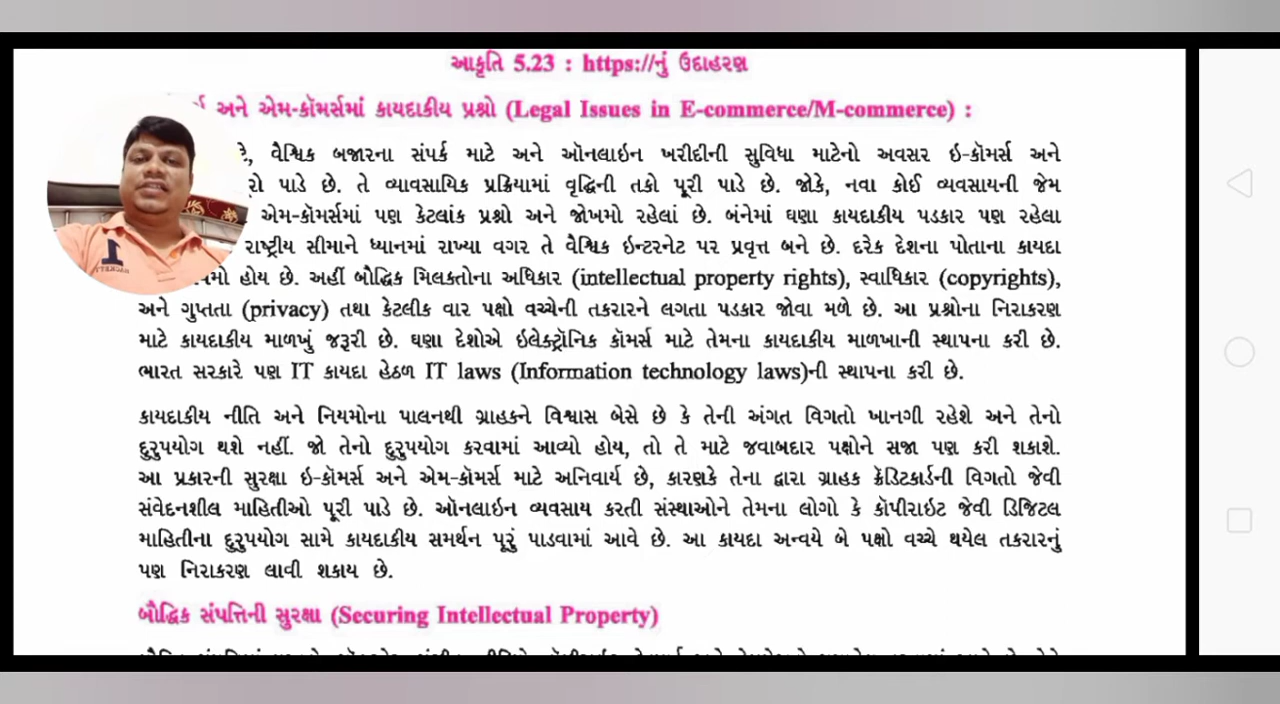 આકૃતિ 5.23 : https://નું ઉદાહરણ
અને એમ-કૉમર્સમાં કાયદાકીય પ્રશ્નો (Legal Issues in E-commerce/M-commerce) :
વૈશ્વિક બજારના સંપર્ક માટે અને ઑનલાઇન ખરીદીની સુવિધા માટેનો અવસર ઇ-કૉમર્સ અને
પાડે છે. તે વ્યાવસાયિક પ્રક્રિયામાં વૃદ્ધિની તકો પૂરી પાડે છે. જોકે, નવા કોઈ વ્યવસાયની જેમ
એમ-કૉમર્સમાં પણ કેટલાંક પ્રશ્નો અને જોખમો રહેલાં છે. બંનેમાં ઘણા કાયદાકીય પડકાર પણ રહેલા
રાષ્ટ્રીય સીમાને ધ્યાનમાં રાખ્યા વગર તે વૈશ્વિક ઇન્ટરનેટ પર પ્રવૃત્ત બને છે. દરેક દેશના પોતાના કાયદા
હોય છે. અહીં બૌદ્ધિક મિલક્તોના અધિકાર (intellectual property rights), સ્વાધિકાર (copyrights),
અને ગુપ્તતા (privacy) તથા કેટલીક વાર પક્ષો વચ્ચેની તકરારને લગતા પડકાર જોવા મળે છે. આ પ્રશ્નોના નિરાકરણ
માટે કાયદાકીય માળખું જરૂરી છે. ઘણા દેશોએ ઇલેક્ટ્રૉનિક કૉમર્સ માટે તેમના કાયદાકીય માળખાની સ્થાપના કરી છે.
ભારત સરકારે પણ IT કાયદા હેઠળ IT laws (Information technology laws)ની સ્થાપના કરી છે.
કાયદાકીય નીતિ અને નિયમોના પાલનથી ગ્રાહકને વિશ્વાસ બેસે છે કે તેની અંગત વિગતો ખાનગી રહેશે અને તેનો
દુરુપયોગ થશે નહીં. જો તેનો દુરુપયોગ કરવામાં આવ્યો હોય, તો તે માટે જવાબદાર પક્ષોને સજા પણ કરી શકાશે.
આ પ્રકારની સુરક્ષા ઇ-કૉમર્સ અને એમ-કૉમર્સ માટે અનિવાર્ય છે, કારણકે તેના દ્વારા ગ્રાહક ક્રૅડિટકાર્ડની વિગતો જેવી
સંવેદનશીલ માહિતીઓ પૂરી પાડે છે. ઑનલાઇન વ્યવસાય કરતી સંસ્થાઓને તેમના લોગો કે કૉપીરાઇટ જેવી ડિજિટલ
માહિતીના દુરુપયોગ સામે કાયદાકીય સમર્થન પૂરું પાડવામાં આવે છે. આ કાયદા અન્વયે બે પક્ષો વચ્ચે થયેલ તકરારનું
પણ નિરાકરણ લાવી શકાય છે.
બૌદ્ધિક સંપત્તિની સુરક્ષા (Securing Intellectual Property)